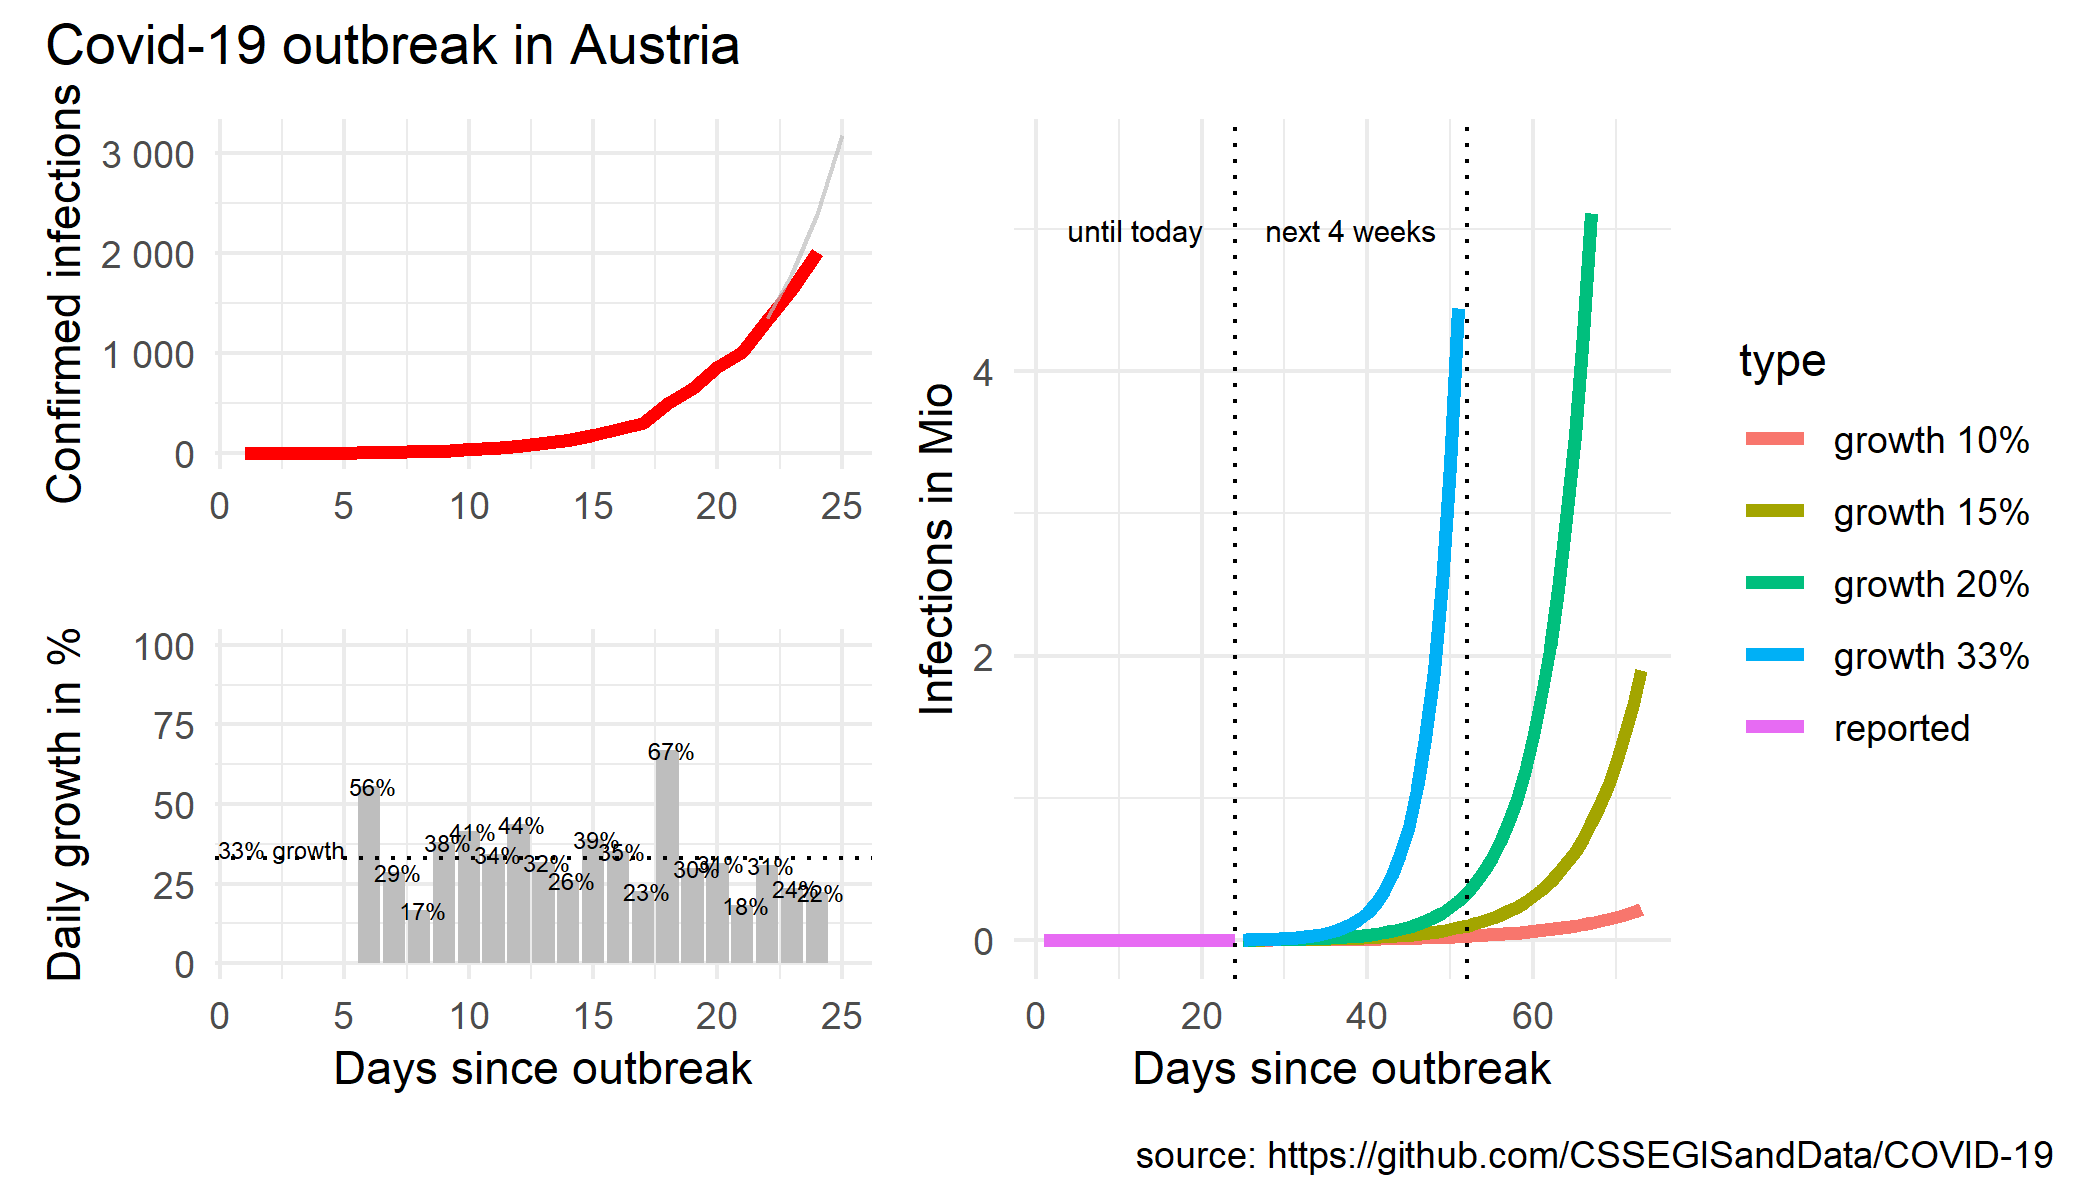 Covid-19 outbreak in Austria
Confirmed infections
3 000
2 000
1 000
0
0 5 10 15 20 25
Daily growth in %
100
75
50
25
0
33% growth
56%
29%
17%
38%
41%
34%
44%
32%
26%
39%
35%
23%
67%
30%
31%
18%
31%
24%
22%
0 5 10 15 20 25
Days since outbreak
Infections in Mio
4
2
0
until today
next 4 weeks
0 20 40 60
Days since outbreak
type
growth 10%
growth 15%
growth 20%
growth 33%
reported
source: https://github.com/CSSEGISandData/COVID-19